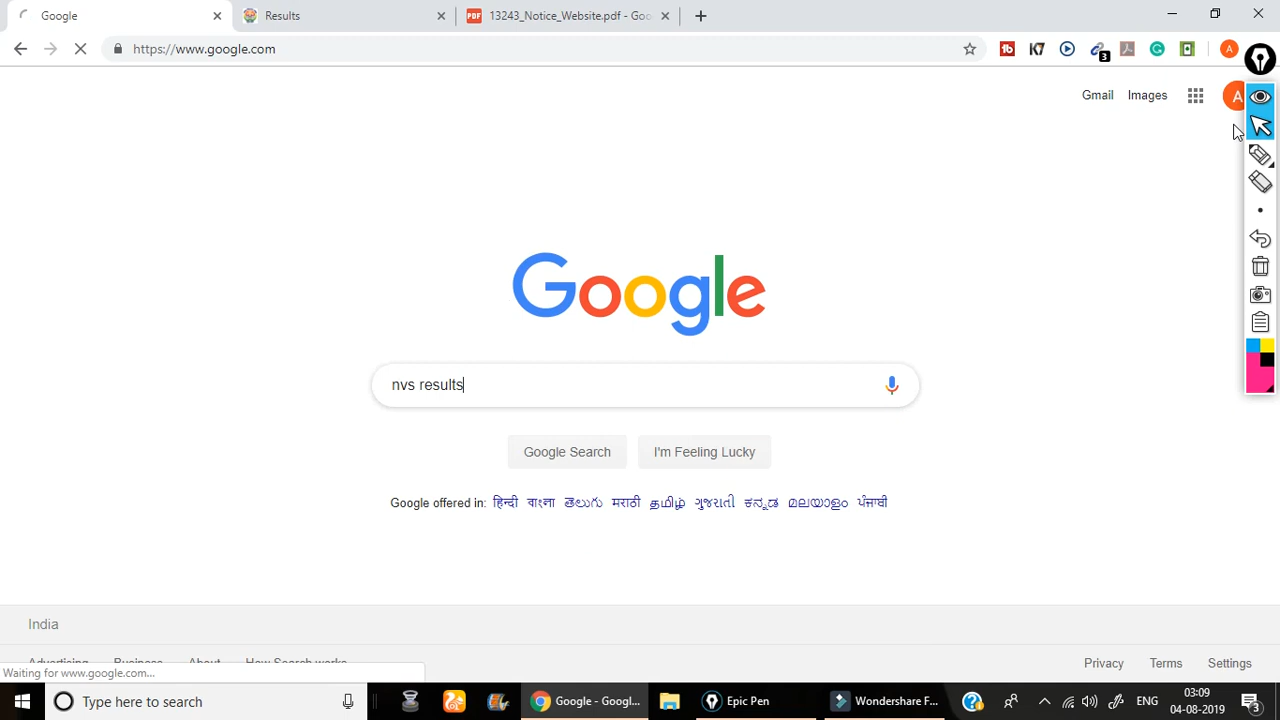 Google
Results
13243_Notice_Website.pdf - Goo
https://www.google.com
3
A
Gmail
Images
A
Google
nvs results
Google Search
I'm Feeling Lucky
Google offered in: हिन्दी বাংলা తెలుగు मराठी தமிழ் ગુજરાતી ಕನ್ನಡ മലയാളം ਪੰਜਾਬੀ
India
Advertising Business About How Search works
Privacy Terms Settings
Waiting for www.google.com...
Type here to search
Google - Googl...
Epic Pen
Wondershare F...
ENG
03:09
04-08-2019
3